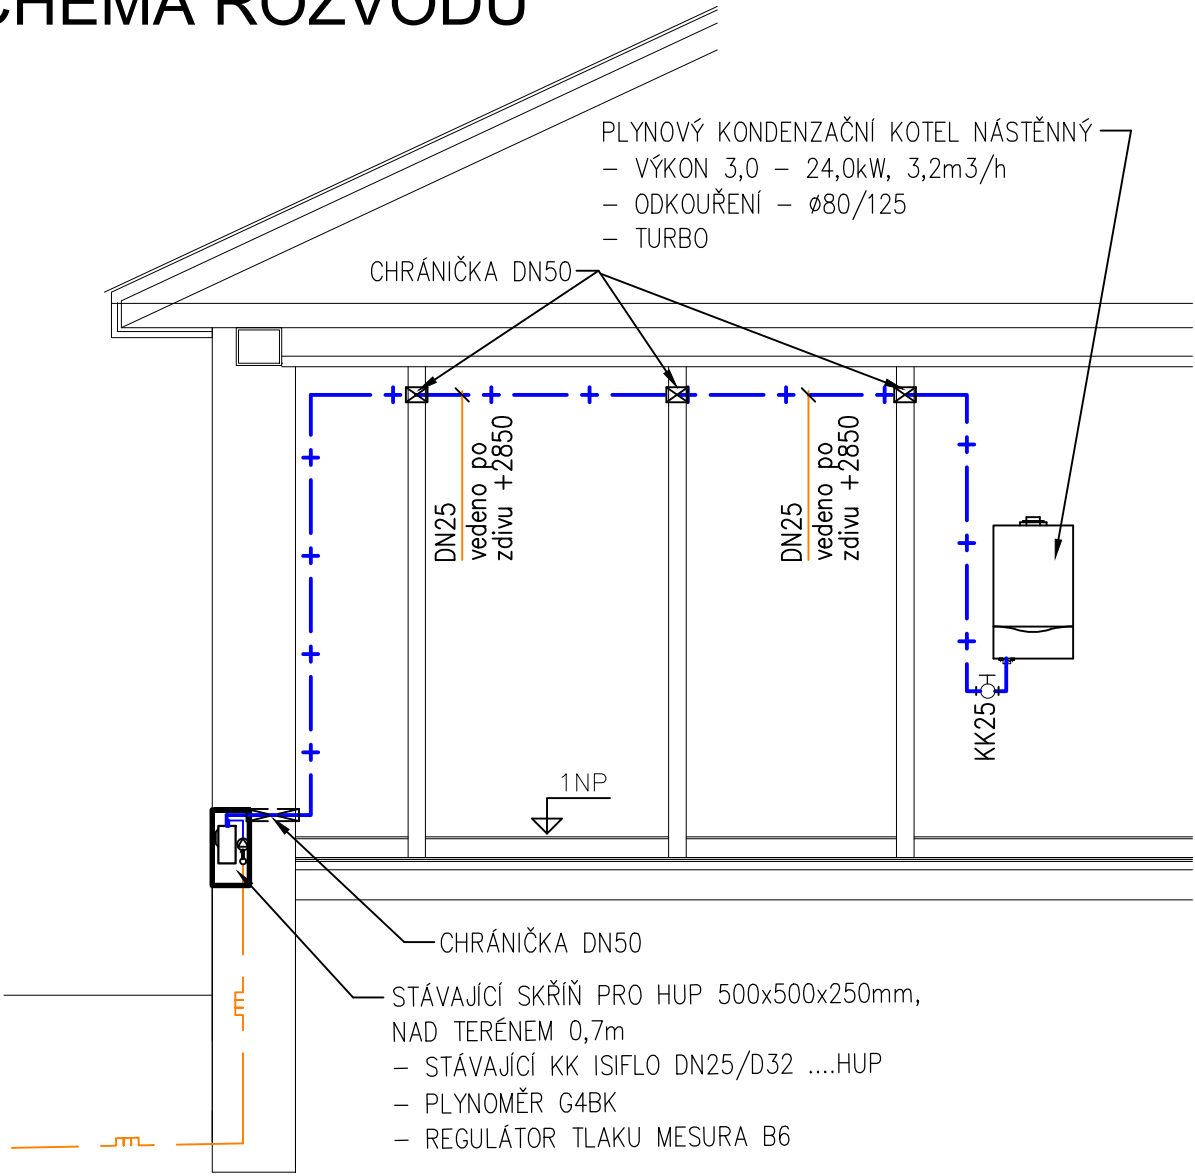 CHÉMA ROZVODU
PLYNOVÝ KONDENZAČNÍ KOTEL NÁSTĚNNÝ
- VÝKON 3,0 - 24,0kW, 3,2m3/h
- ODKOUŘENÍ - ø80/125
- TURBO
CHRÁNIČKA DN50
DN25
vedeno po
zdivu +2850
DN25
vedeno po
zdivu +2850
KK25
1NP
CHRÁNIČKA DN50
STÁVAJÍCÍ SKŘÍŇ PRO HUP 500x500x250mm,
NAD TERÉNEM 0,7m
- STÁVAJÍCÍ KK ISIFLO DN25/D32 ....HUP
- PLYNOMĚR G4BK
- REGULÁTOR TLAKU MESURA B6